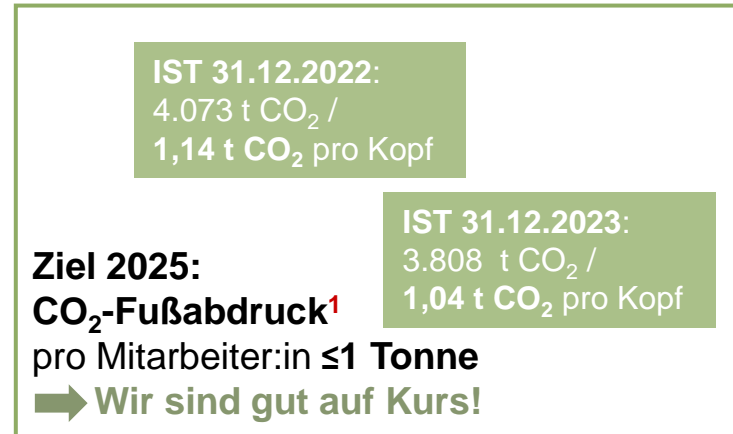 IST 31.12.2022:
4.073 t CO₂ /
1,14 t CO₂ pro Kopf
IST 31.12.2023:
3.808 t CO₂ /
1,04 t CO₂ pro Kopf
Ziel 2025:
CO₂-Fußabdruck¹
pro Mitarbeiter:in ≤1 Tonne
Wir sind gut auf Kurs!